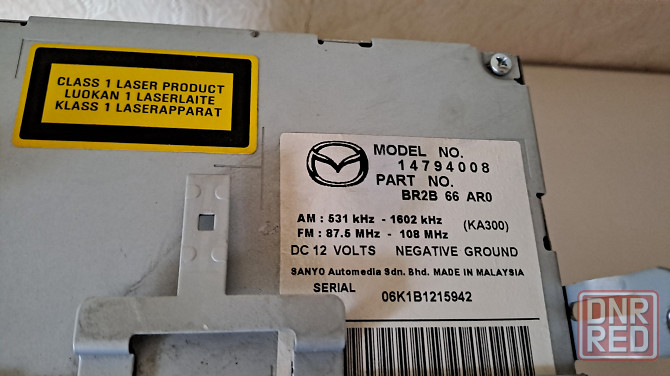 CLASS 1 LASER PRODUCT
LUOKAN 1 LASERLAITE
KLASS 1 LASERAPPARAT
MODEL NO.
14794008
PART NO.
BR2B 66 AR0
AM : 531 kHz - 1602 kHz
(KA300)
FM : 87.5 MHz - 108 MHz
DC 12 VOLTS NEGATIVE GROUND
SANYO Automedia Sdn. Bhd. MADE IN MALAYSIA
SERIAL 06K1B1215942
DNR
RED